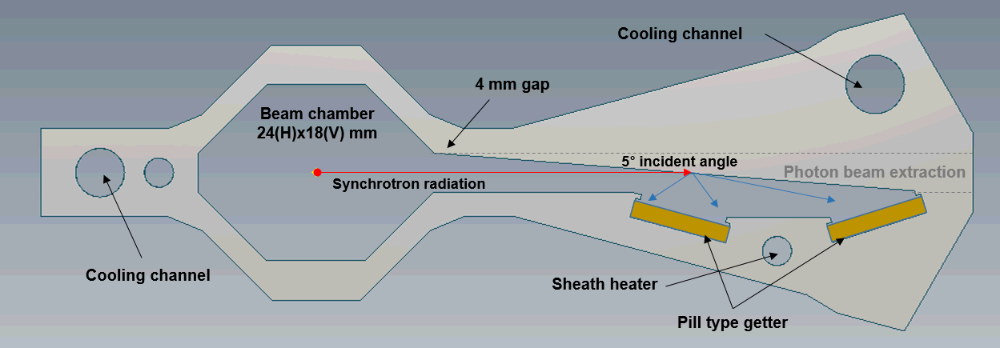 Cooling channel
4 mm gap
Beam chamber
24(H)x18(V) mm
5° incident angle
Photon beam extraction
Synchrotron radiation
Cooling channel
Sheath heater
Pill type getter